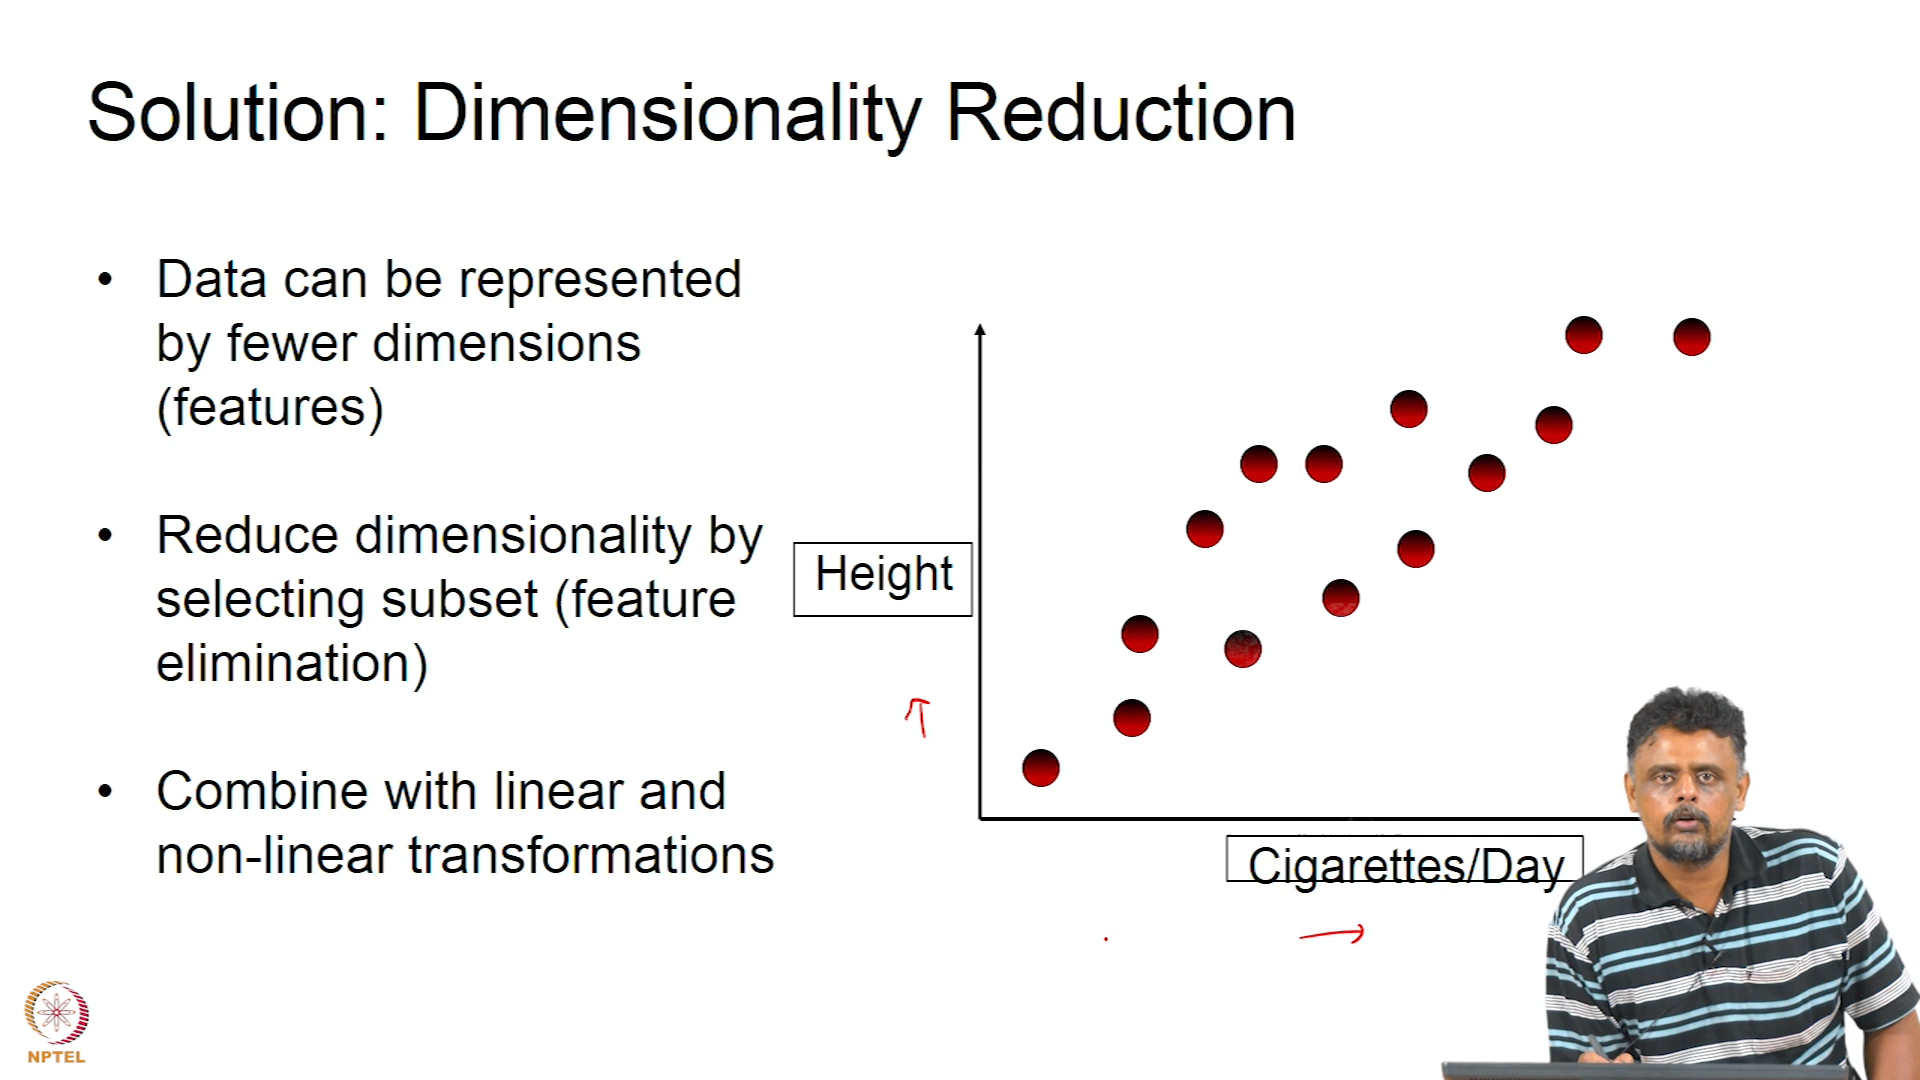 Solution: Dimensionality Reduction
• Data can be represented
by fewer dimensions
(features)
• Reduce dimensionality by
selecting subset (feature
elimination)
• Combine with linear and
non-linear transformations
Height
Cigarettes/Day
NPTEL